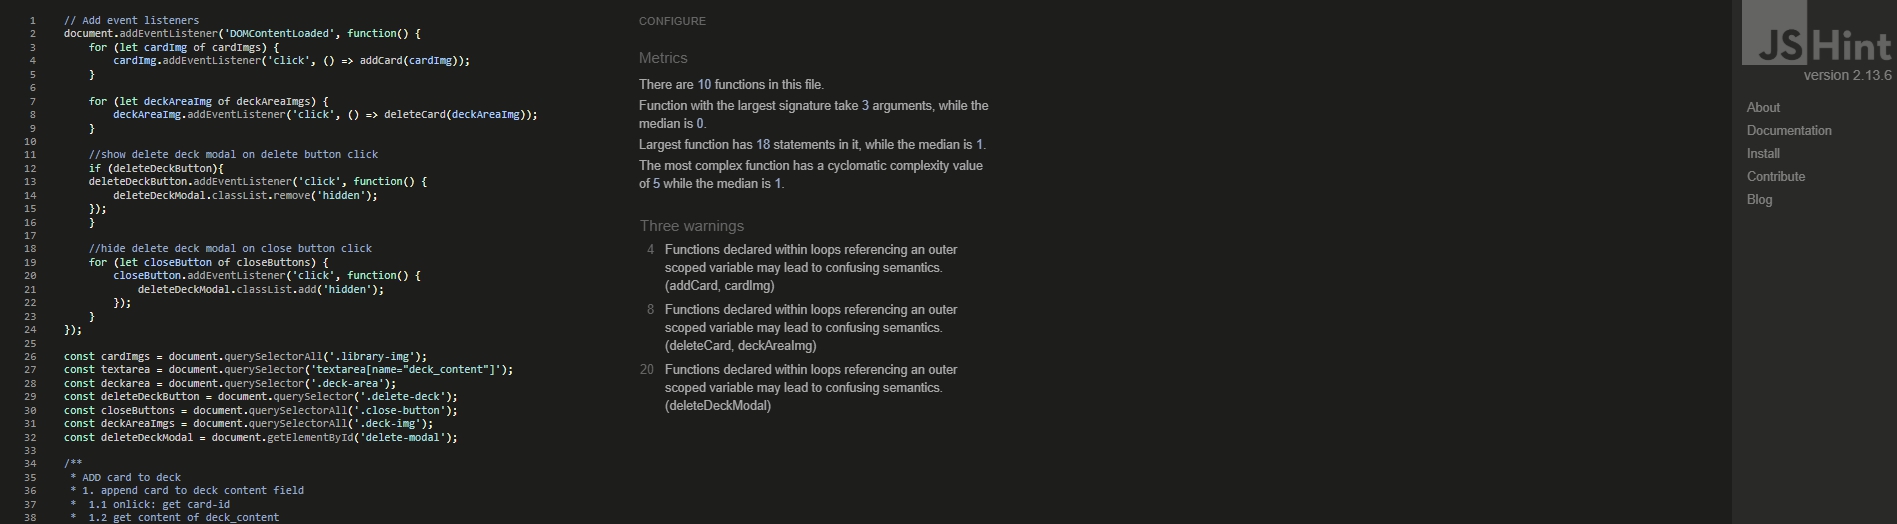 1 // Add event listeners
2 document.addEventListener('DOMContentLoaded', function() {
3 for (let cardImg of cardImgs) {
4 cardImg.addEventListener('click', () => addCard(cardImg));
5 }
6
7 for (let deckAreaImg of deckAreaImgs) {
8 deckAreaImg.addEventListener('click', () => deleteCard(deckAreaImg));
9 }
10
11 //show delete deck modal on delete button click
12 if (deleteDeckButton){
13 deleteDeckButton.addEventListener('click', function() {
14 deleteDeckModal.classList.remove('hidden');
15 });
16 }
17
18 //hide delete deck modal on close button click
19 for (let closeButton of closeButtons) {
20 closeButton.addEventListener('click', function() {
21 deleteDeckModal.classList.add('hidden');
22 });
23 }
24 });
25
26 const cardImgs = document.querySelectorAll('.library-img');
27 const textarea = document.querySelector('textarea[name="deck_content"]');
28 const deckarea = document.querySelector('.deck-area');
29 const deleteDeckButton = document.querySelector('.delete-deck');
30 const closeButtons = document.querySelectorAll('.close-button');
31 const deckAreaImgs = document.querySelectorAll('.deck-img');
32 const deleteDeckModal = document.getElementById('delete-modal');
33
34 /**
35 * ADD card to deck
36 * 1. append card to deck content field
37 * 1.1 onlick: get card-id
38 * 1.2 get content of deck_content
CONFIGURE
Metrics
There are 10 functions in this file.
Function with the largest signature take 3 arguments, while the
median is 0.
Largest function has 18 statements in it, while the median is 1.
The most complex function has a cyclomatic complexity value
of 5 while the median is 1.
Three warnings
4 Functions declared within loops referencing an outer
scoped variable may lead to confusing semantics.
(addCard, cardImg)
8 Functions declared within loops referencing an outer
scoped variable may lead to confusing semantics.
(deleteCard, deckAreaImg)
20 Functions declared within loops referencing an outer
scoped variable may lead to confusing semantics.
(deleteDeckModal)
JSHint
version 2.13.6
About
Documentation
Install
Contribute
Blog